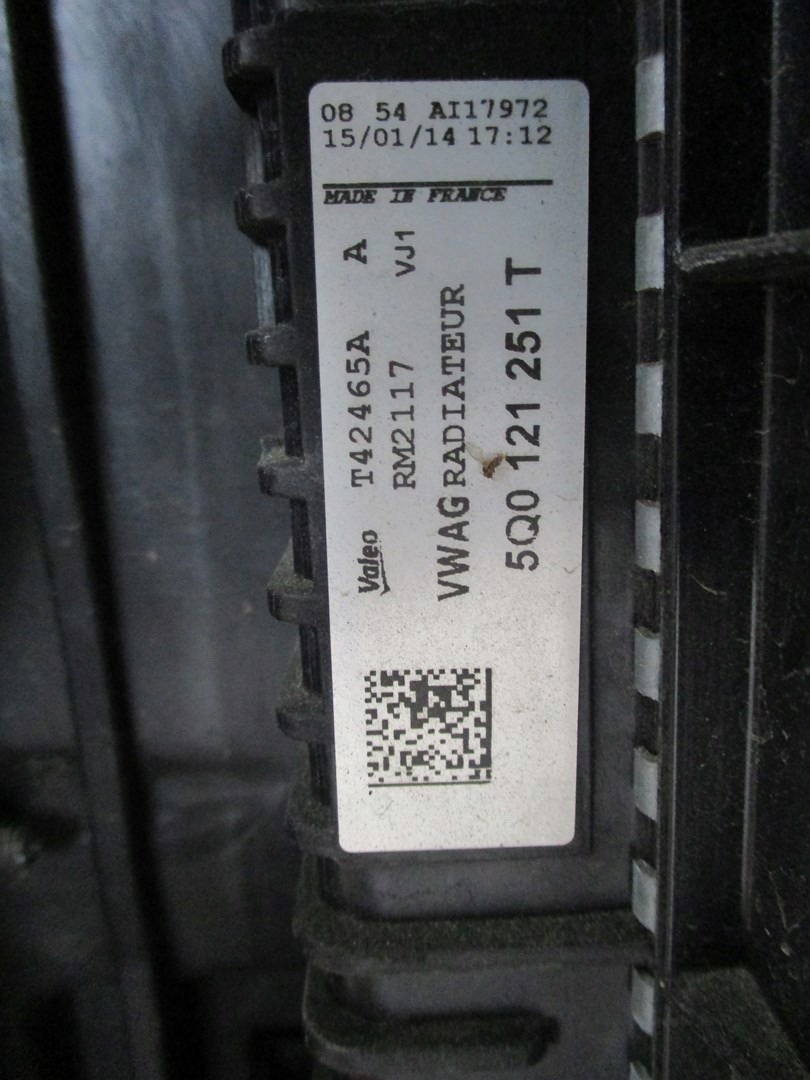 08 54 AI17972
15/01/14 17:12
MADE IN FRANCE
Valeo T42465A A
RM2117 VJ1
VWAG RADIATEUR
5Q0 121 251 T